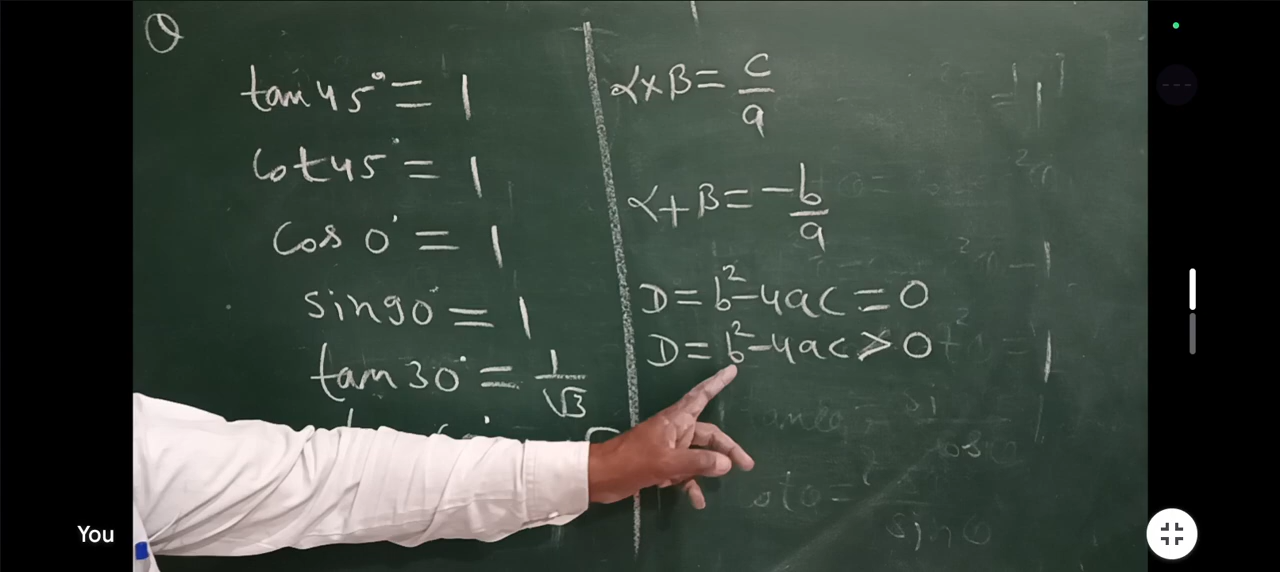 Q
tan 45° = 1
Cot 45° = 1
Cos 0° = 1
sin 90° = 1
tan 30° = 1/√3
α × β = c/a
α + β = -b/a
D = b² - 4ac = 0
D = b² - 4ac > 0
You